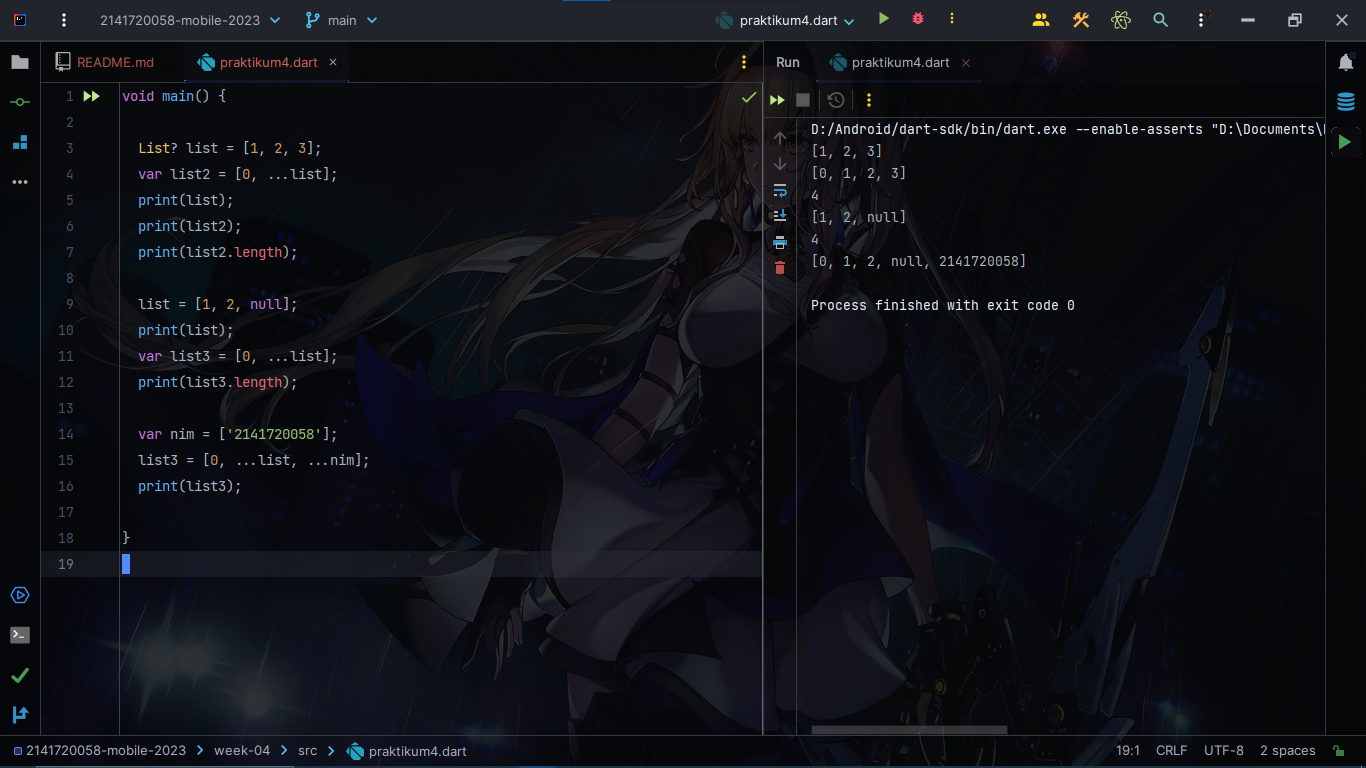 2141720058-mobile-2023 main praktikum4.dart
README.md praktikum4.dart Run praktikum4.dart
1 void main() {
2
3 List? list = [1, 2, 3];
4 var list2 = [0, ...list];
5 print(list);
6 print(list2);
7 print(list2.length);
8
9 list = [1, 2, null];
10 print(list);
11 var list3 = [0, ...list];
12 print(list3.length);
13
14 var nim = ['2141720058'];
15 list3 = [0, ...list, ...nim];
16 print(list3);
17
18 }
19
D:/Android/dart-sdk/bin/dart.exe --enable-asserts "D:\Documents\
[1, 2, 3]
[0, 1, 2, 3]
4
[1, 2, null]
4
[0, 1, 2, null, 2141720058]
Process finished with exit code 0
2141720058-mobile-2023 week-04 src praktikum4.dart 19:1 CRLF UTF-8 2 spaces